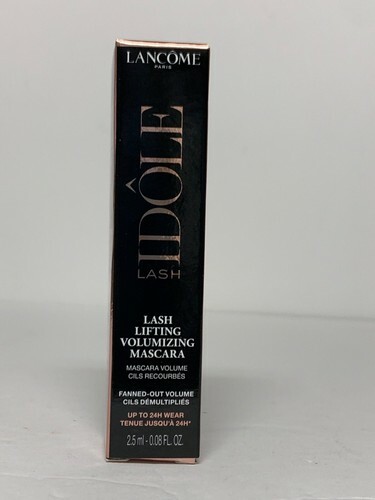 LANCÔME
PARIS
IDÔLE
LASH
LASH
LIFTING
VOLUMIZING
MASCARA
MASCARA VOLUME
CILS RECOURBÉS
FANNED-OUT VOLUME
CILS DÉMULTIPLIÉS
UP TO 24H WEAR
TENUE JUSQU'À 24H*
2.5 ml - 0.08 FL. OZ.